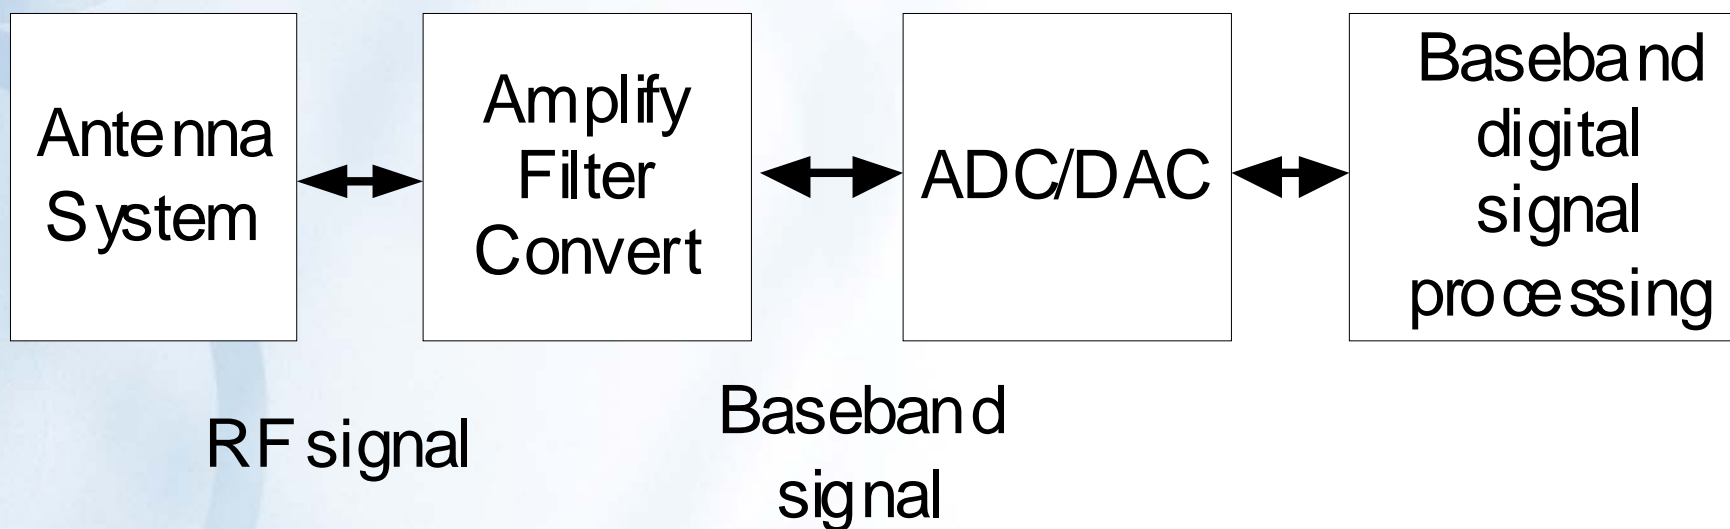 Antenna
System
Amplify
Filter
Convert
ADC/DAC
Baseband
digital
signal
processing
RF signal
Baseband
signal